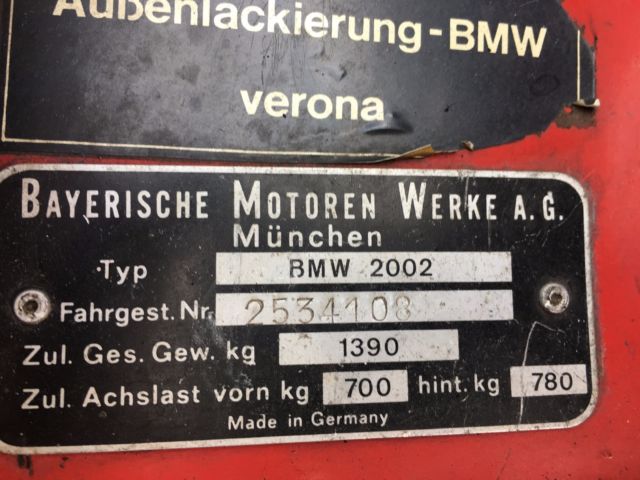 Außenlackierung-BMW
verona
BAYERISCHE MOTOREN WERKE A.G.
München
Typ BMW 2002
Fahrgest. Nr. 2534108
Zul. Ges. Gew. kg 1390
Zul. Achslast vorn kg 700 hint. kg 780
Made in Germany